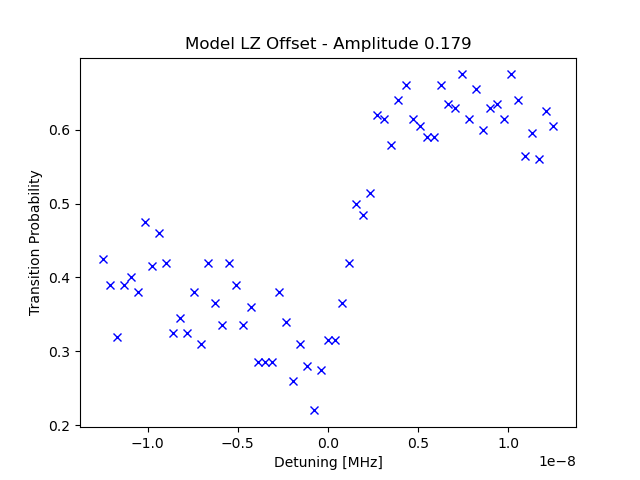 Model LZ Offset - Amplitude 0.179
Transition Probability
0.6
0.5
0.4
0.3
0.2
−1.0 −0.5 0.0 0.5 1.0
1e−8
Detuning [MHz]